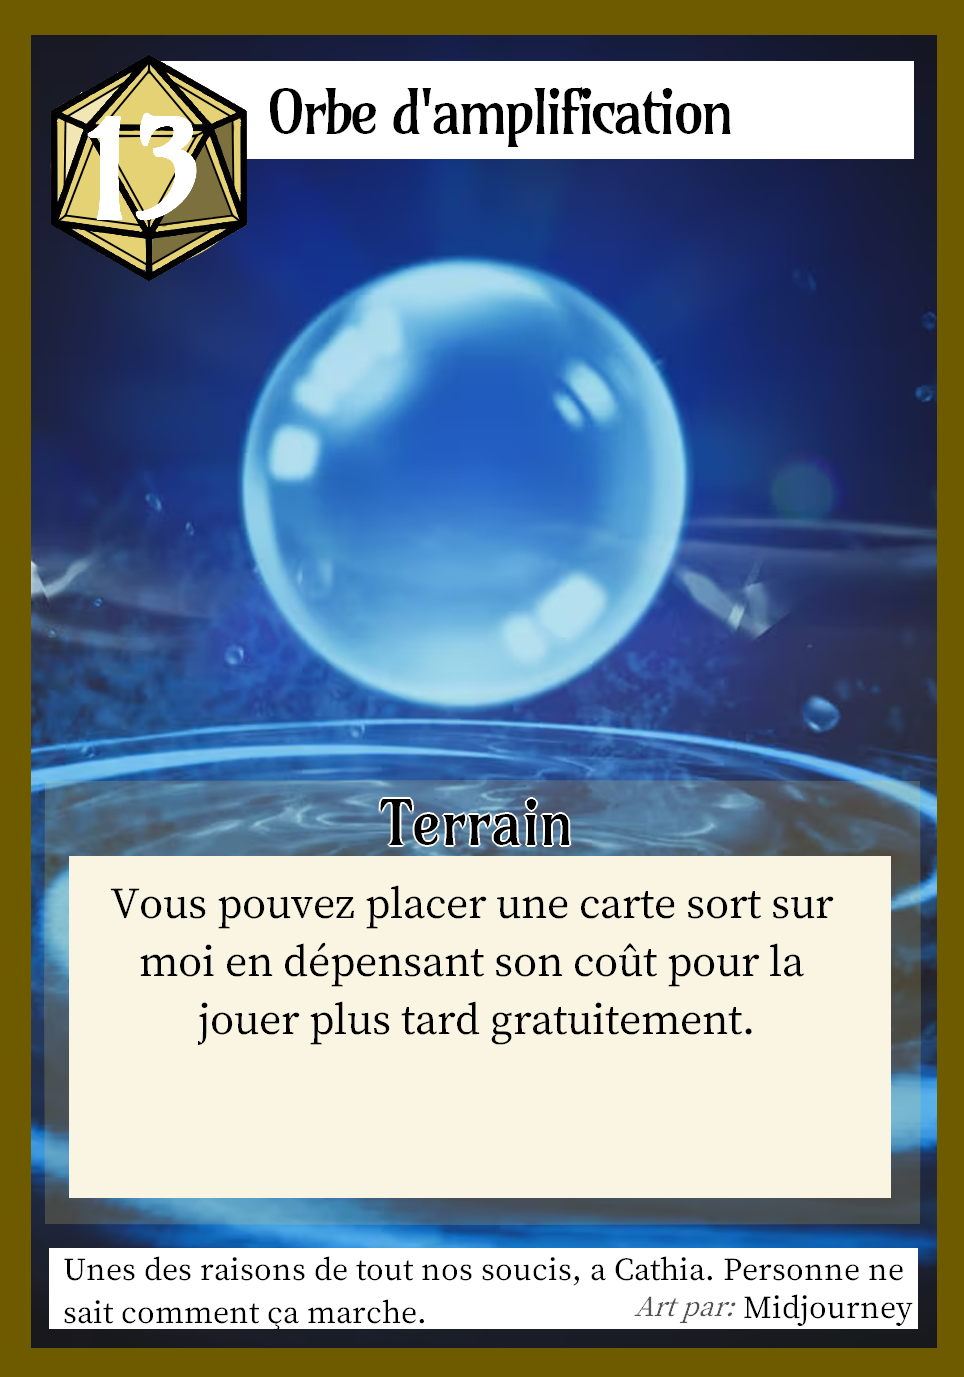 13
Orbe d'amplification
Terrain
Vous pouvez placer une carte sort sur
moi en dépensant son coût pour la
jouer plus tard gratuitement.
Unes des raisons de tout nos soucis, a Cathia. Personne ne
sait comment ça marche.
Art par: Midjourney